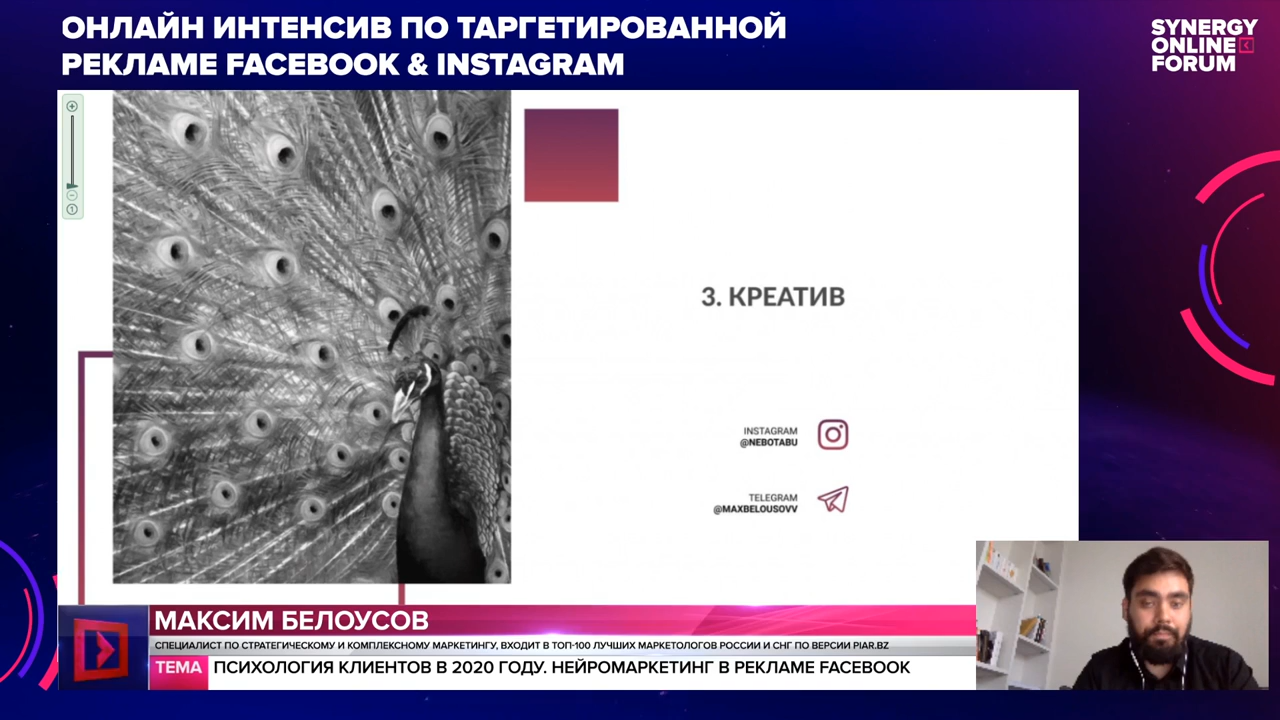 ОНЛАЙН ИНТЕНСИВ ПО ТАРГЕТИРОВАННОЙ
РЕКЛАМЕ FACEBOOK & INSTAGRAM
SYNERGY
ONLINE
FORUM
3. КРЕАТИВ
INSTAGRAM
@NEBOTABU
TELEGRAM
@MAXBELOUSOVV
МАКСИМ БЕЛОУСОВ
СПЕЦИАЛИСТ ПО СТРАТЕГИЧЕСКОМУ И КОМПЛЕКСНОМУ МАРКЕТИНГУ, ВХОДИТ В ТОП-100 ЛУЧШИХ МАРКЕТОЛОГОВ РОССИИ И СНГ ПО ВЕРСИИ PIAR.BZ
ТЕМА ПСИХОЛОГИЯ КЛИЕНТОВ В 2020 ГОДУ. НЕЙРОМАРКЕТИНГ В РЕКЛАМЕ FACEBOOK